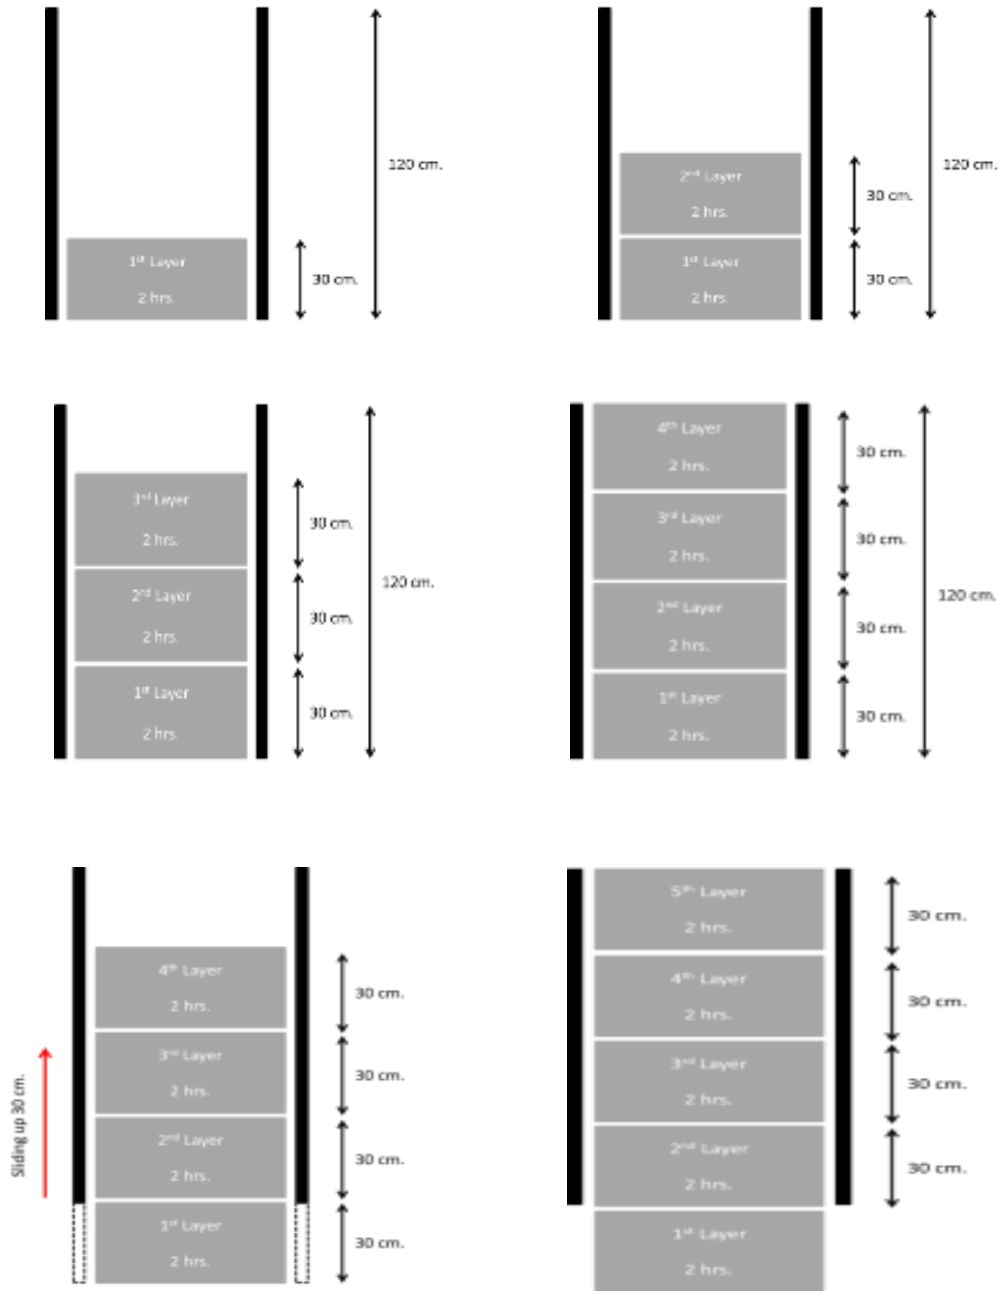 120 cm.
1st Layer
2 hrs.
30 cm.
120 cm.
2nd Layer
2 hrs.
30 cm.
1st Layer
2 hrs.
30 cm.
3rd Layer
2 hrs.
30 cm.
120 cm.
2nd Layer
2 hrs.
30 cm.
1st Layer
2 hrs.
30 cm.
4th Layer
2 hrs.
30 cm.
3rd Layer
2 hrs.
30 cm.
120 cm.
2nd Layer
2 hrs.
30 cm.
1st Layer
2 hrs.
30 cm.
Sliding up 30 cm.
4th Layer
2 hrs.
30 cm.
3rd Layer
2 hrs.
30 cm.
2nd Layer
2 hrs.
30 cm.
1st Layer
2 hrs.
30 cm.
5th Layer
2 hrs.
30 cm.
4th Layer
2 hrs.
30 cm.
3rd Layer
2 hrs.
30 cm.
2nd Layer
2 hrs.
30 cm.
1st Layer
2 hrs.